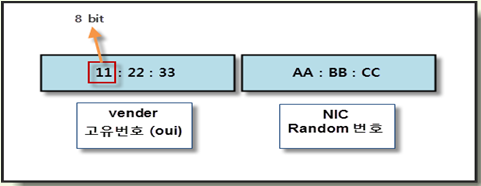 8 bit
11 : 22 : 33
AA : BB : CC
vender
고유번호 (oui)
NIC
Random 번호